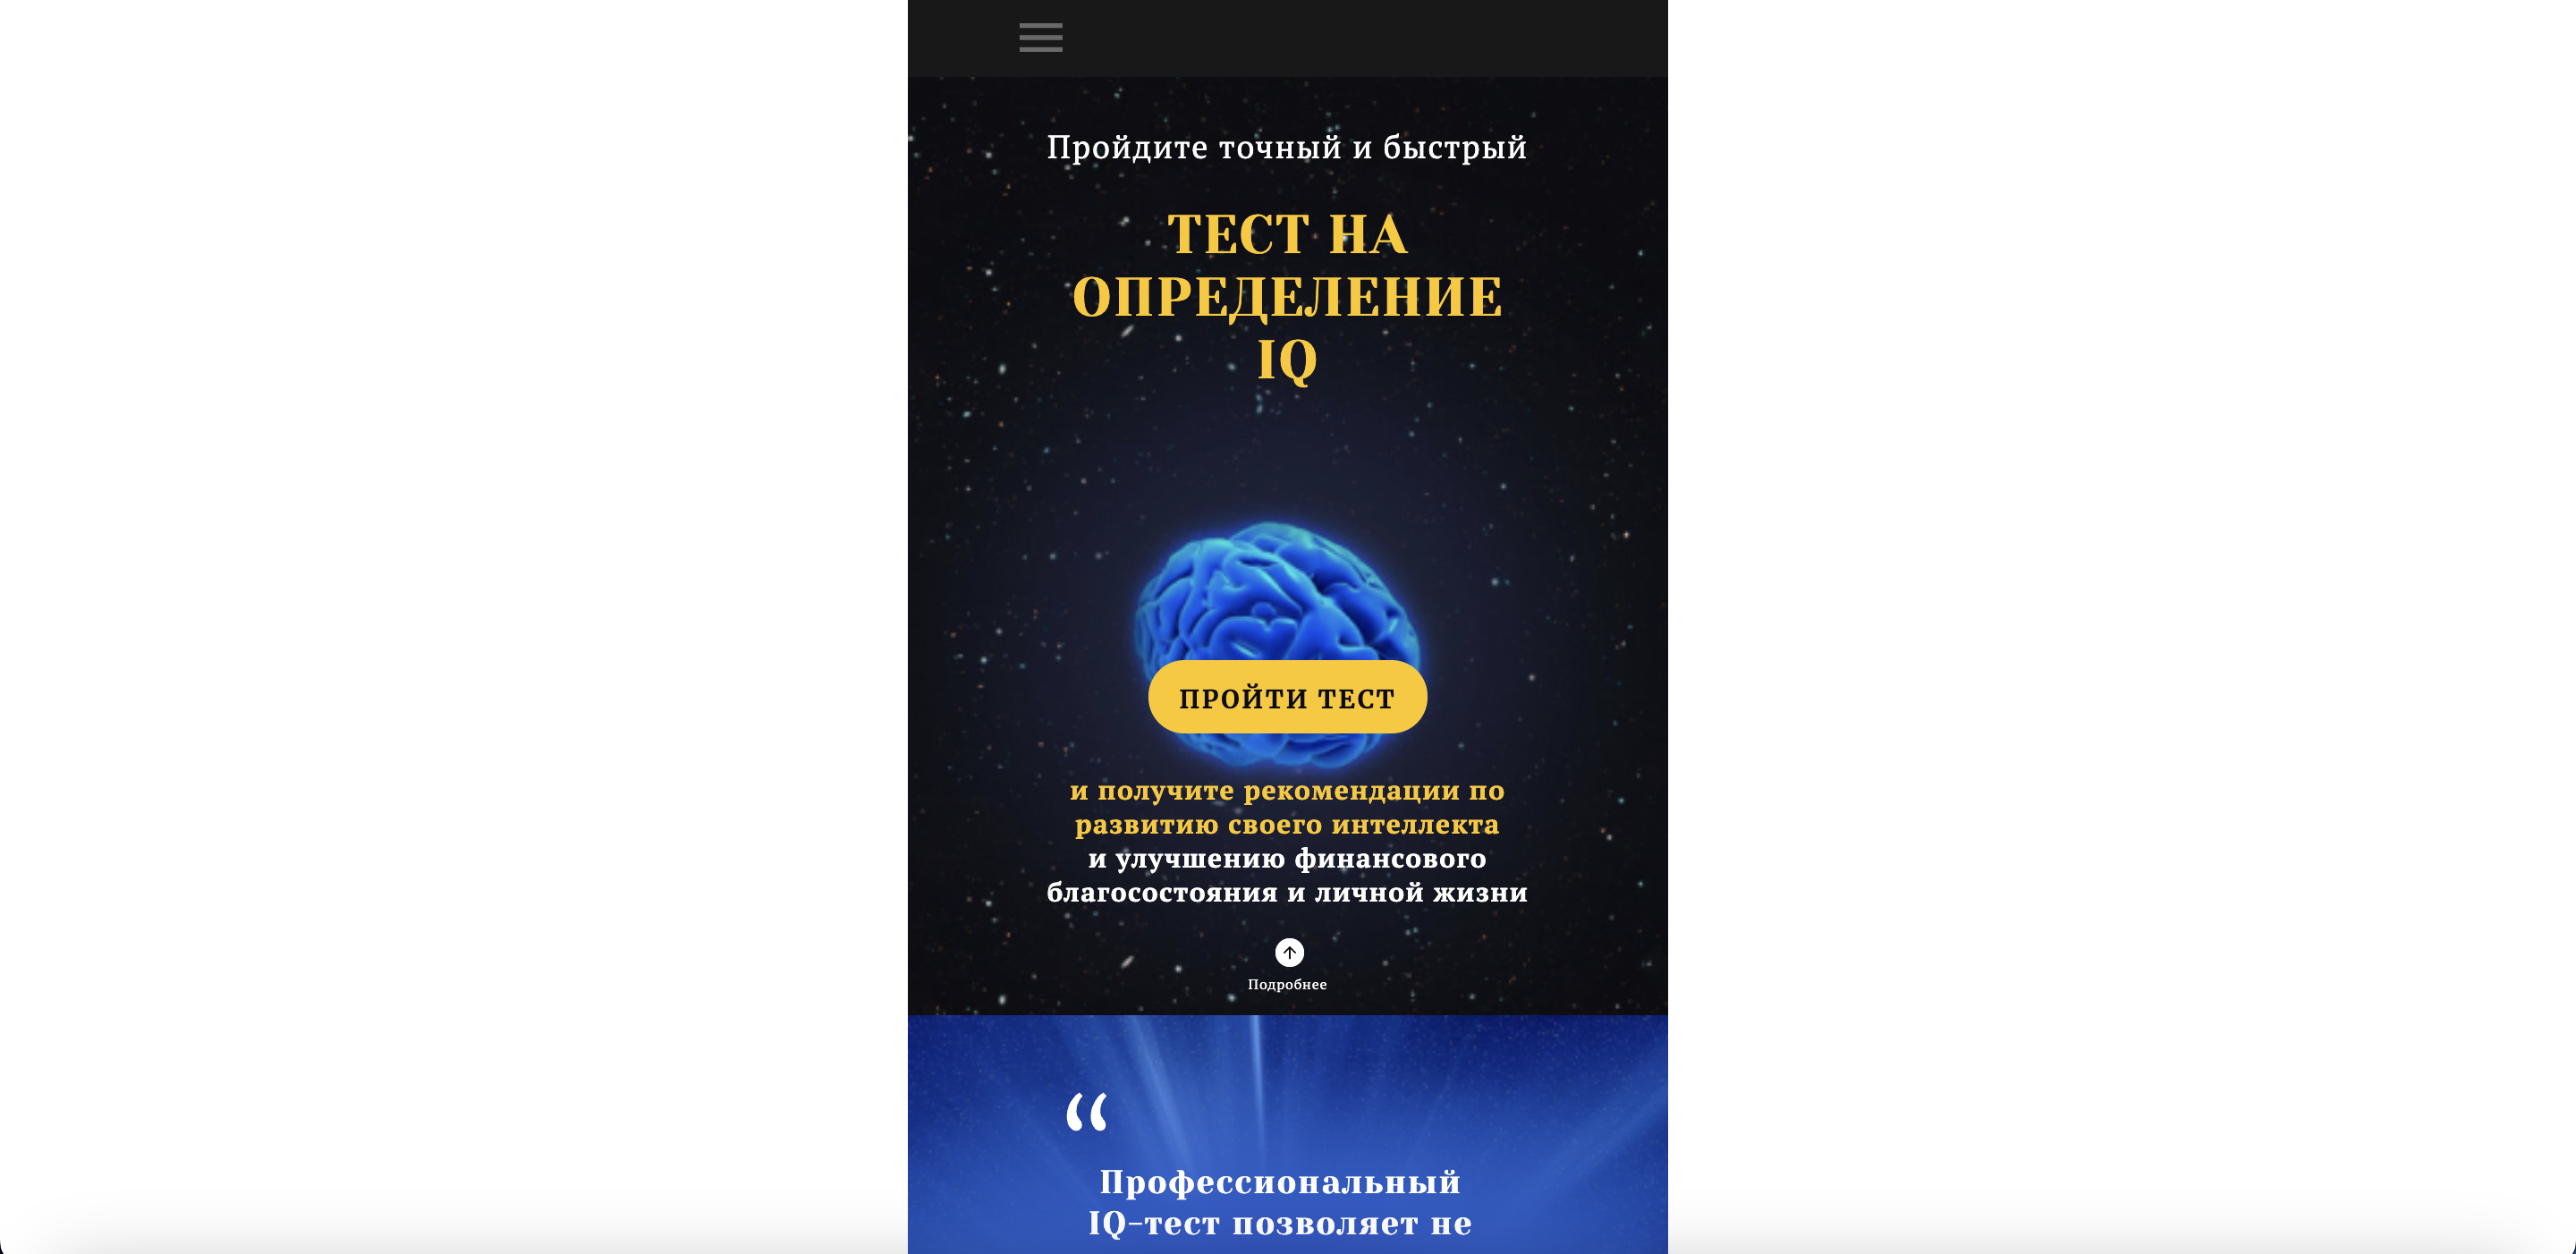 Пройдите точный и быстрый
ТЕСТ НА
ОПРЕДЕЛЕНИЕ
IQ
ПРОЙТИ ТЕСТ
и получите рекомендации по
развитию своего интеллекта
и улучшению финансового
благосостояния и личной жизни
Подробнее
“
Профессиональный
IQ-тест позволяет не